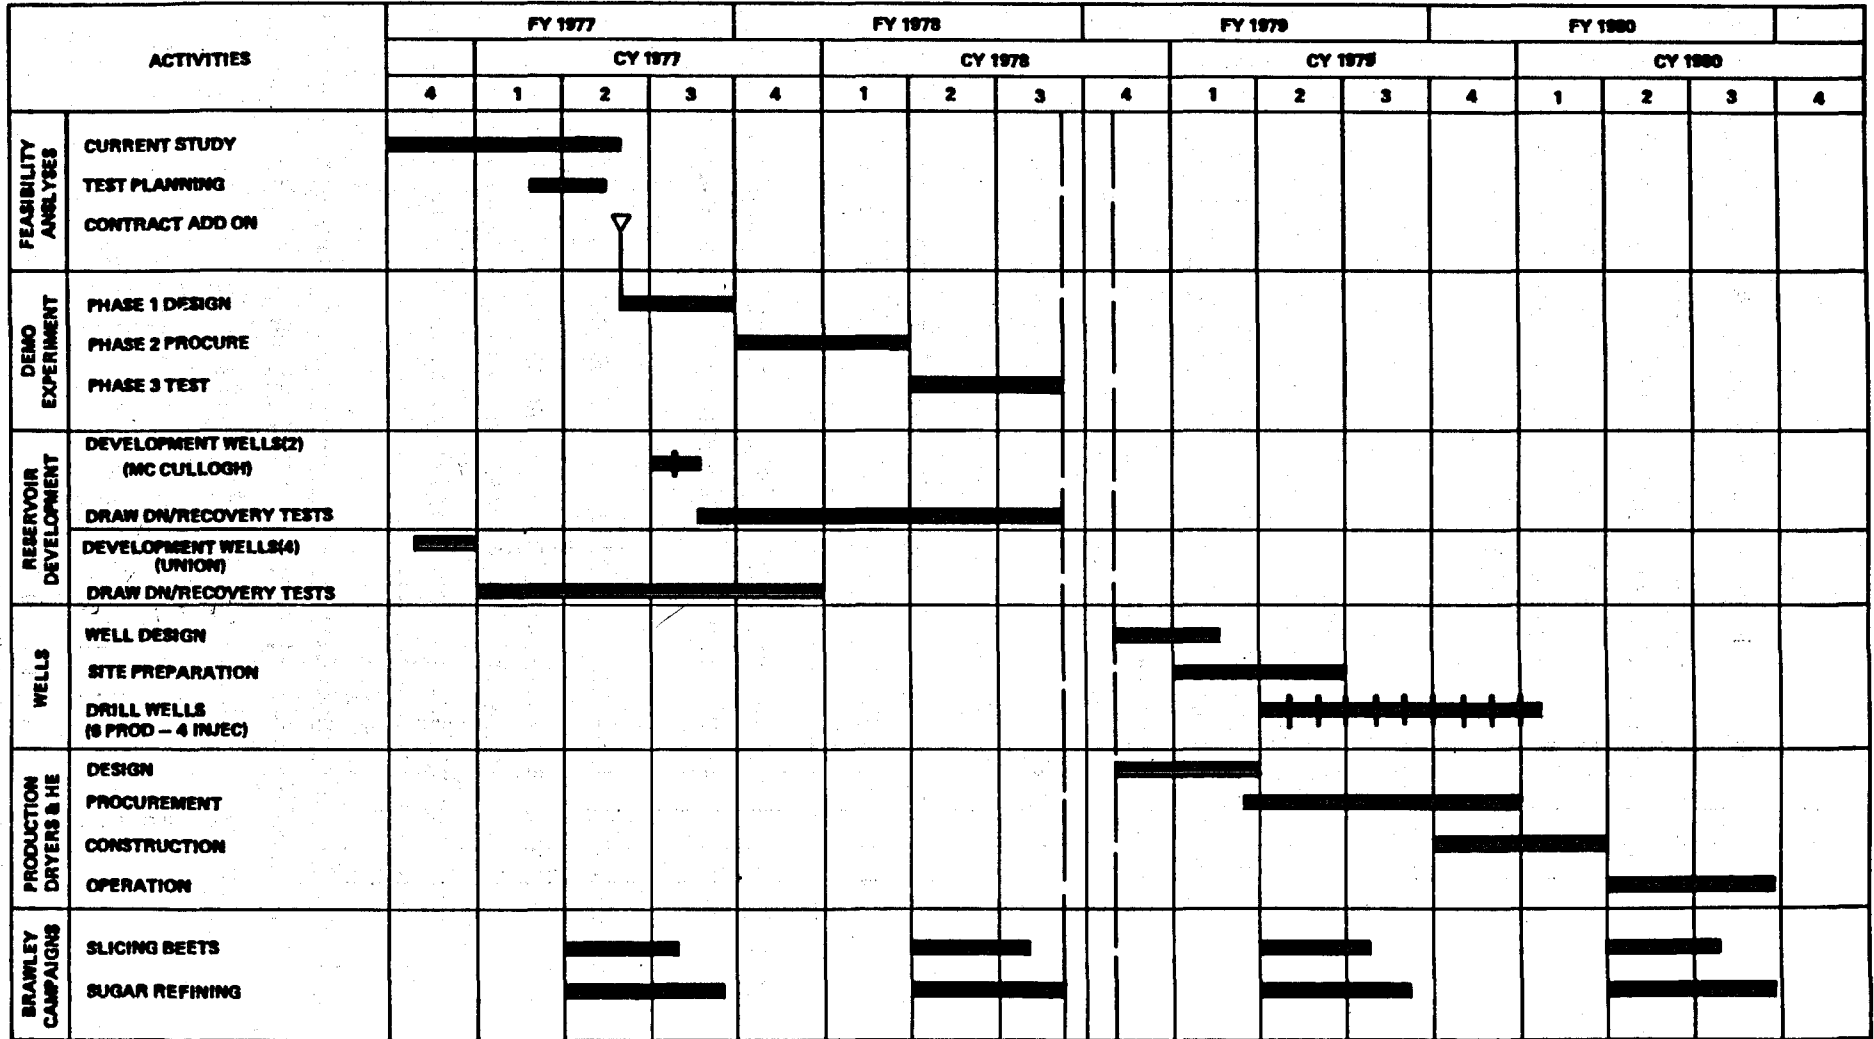 FY 1977 FY 1978 FY 1979 FY 1980
ACTIVITIES CY 1977 CY 1978 CY 1979 CY 1980
4 1 2 3 4 1 2 3 4 1 2 3 4 1 2 3 4
FEASIBILITY
ANSLYSES
CURRENT STUDY
TEST PLANNING
CONTRACT ADD ON
DEMO
EXPERIMENT
PHASE 1 DESIGN
PHASE 2 PROCURE
PHASE 3 TEST
RESERVOIR
DEVELOPMENT
DEVELOPMENT WELLS(2)
(MC CULLOGH)
DRAW DN/RECOVERY TESTS
DEVELOPMENT WELLS(4)
(UNION)
DRAW DN/RECOVERY TESTS
WELLS
WELL DESIGN
SITE PREPARATION
DRILL WELLS
(6 PROD – 4 INJEC)
PRODUCTION
DRYERS & HE
DESIGN
PROCUREMENT
CONSTRUCTION
OPERATION
BRAWLEY
CAMPAIGNS
SLICING BEETS
SUGAR REFINING